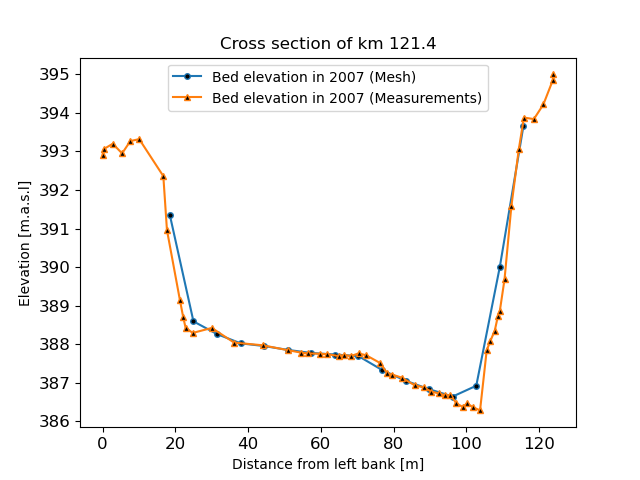 Cross section of km 121.4
Bed elevation in 2007 (Mesh)
Bed elevation in 2007 (Measurements)
Elevation [m.a.s.l]
395
394
393
392
391
390
389
388
387
386
0 20 40 60 80 100 120
Distance from left bank [m]